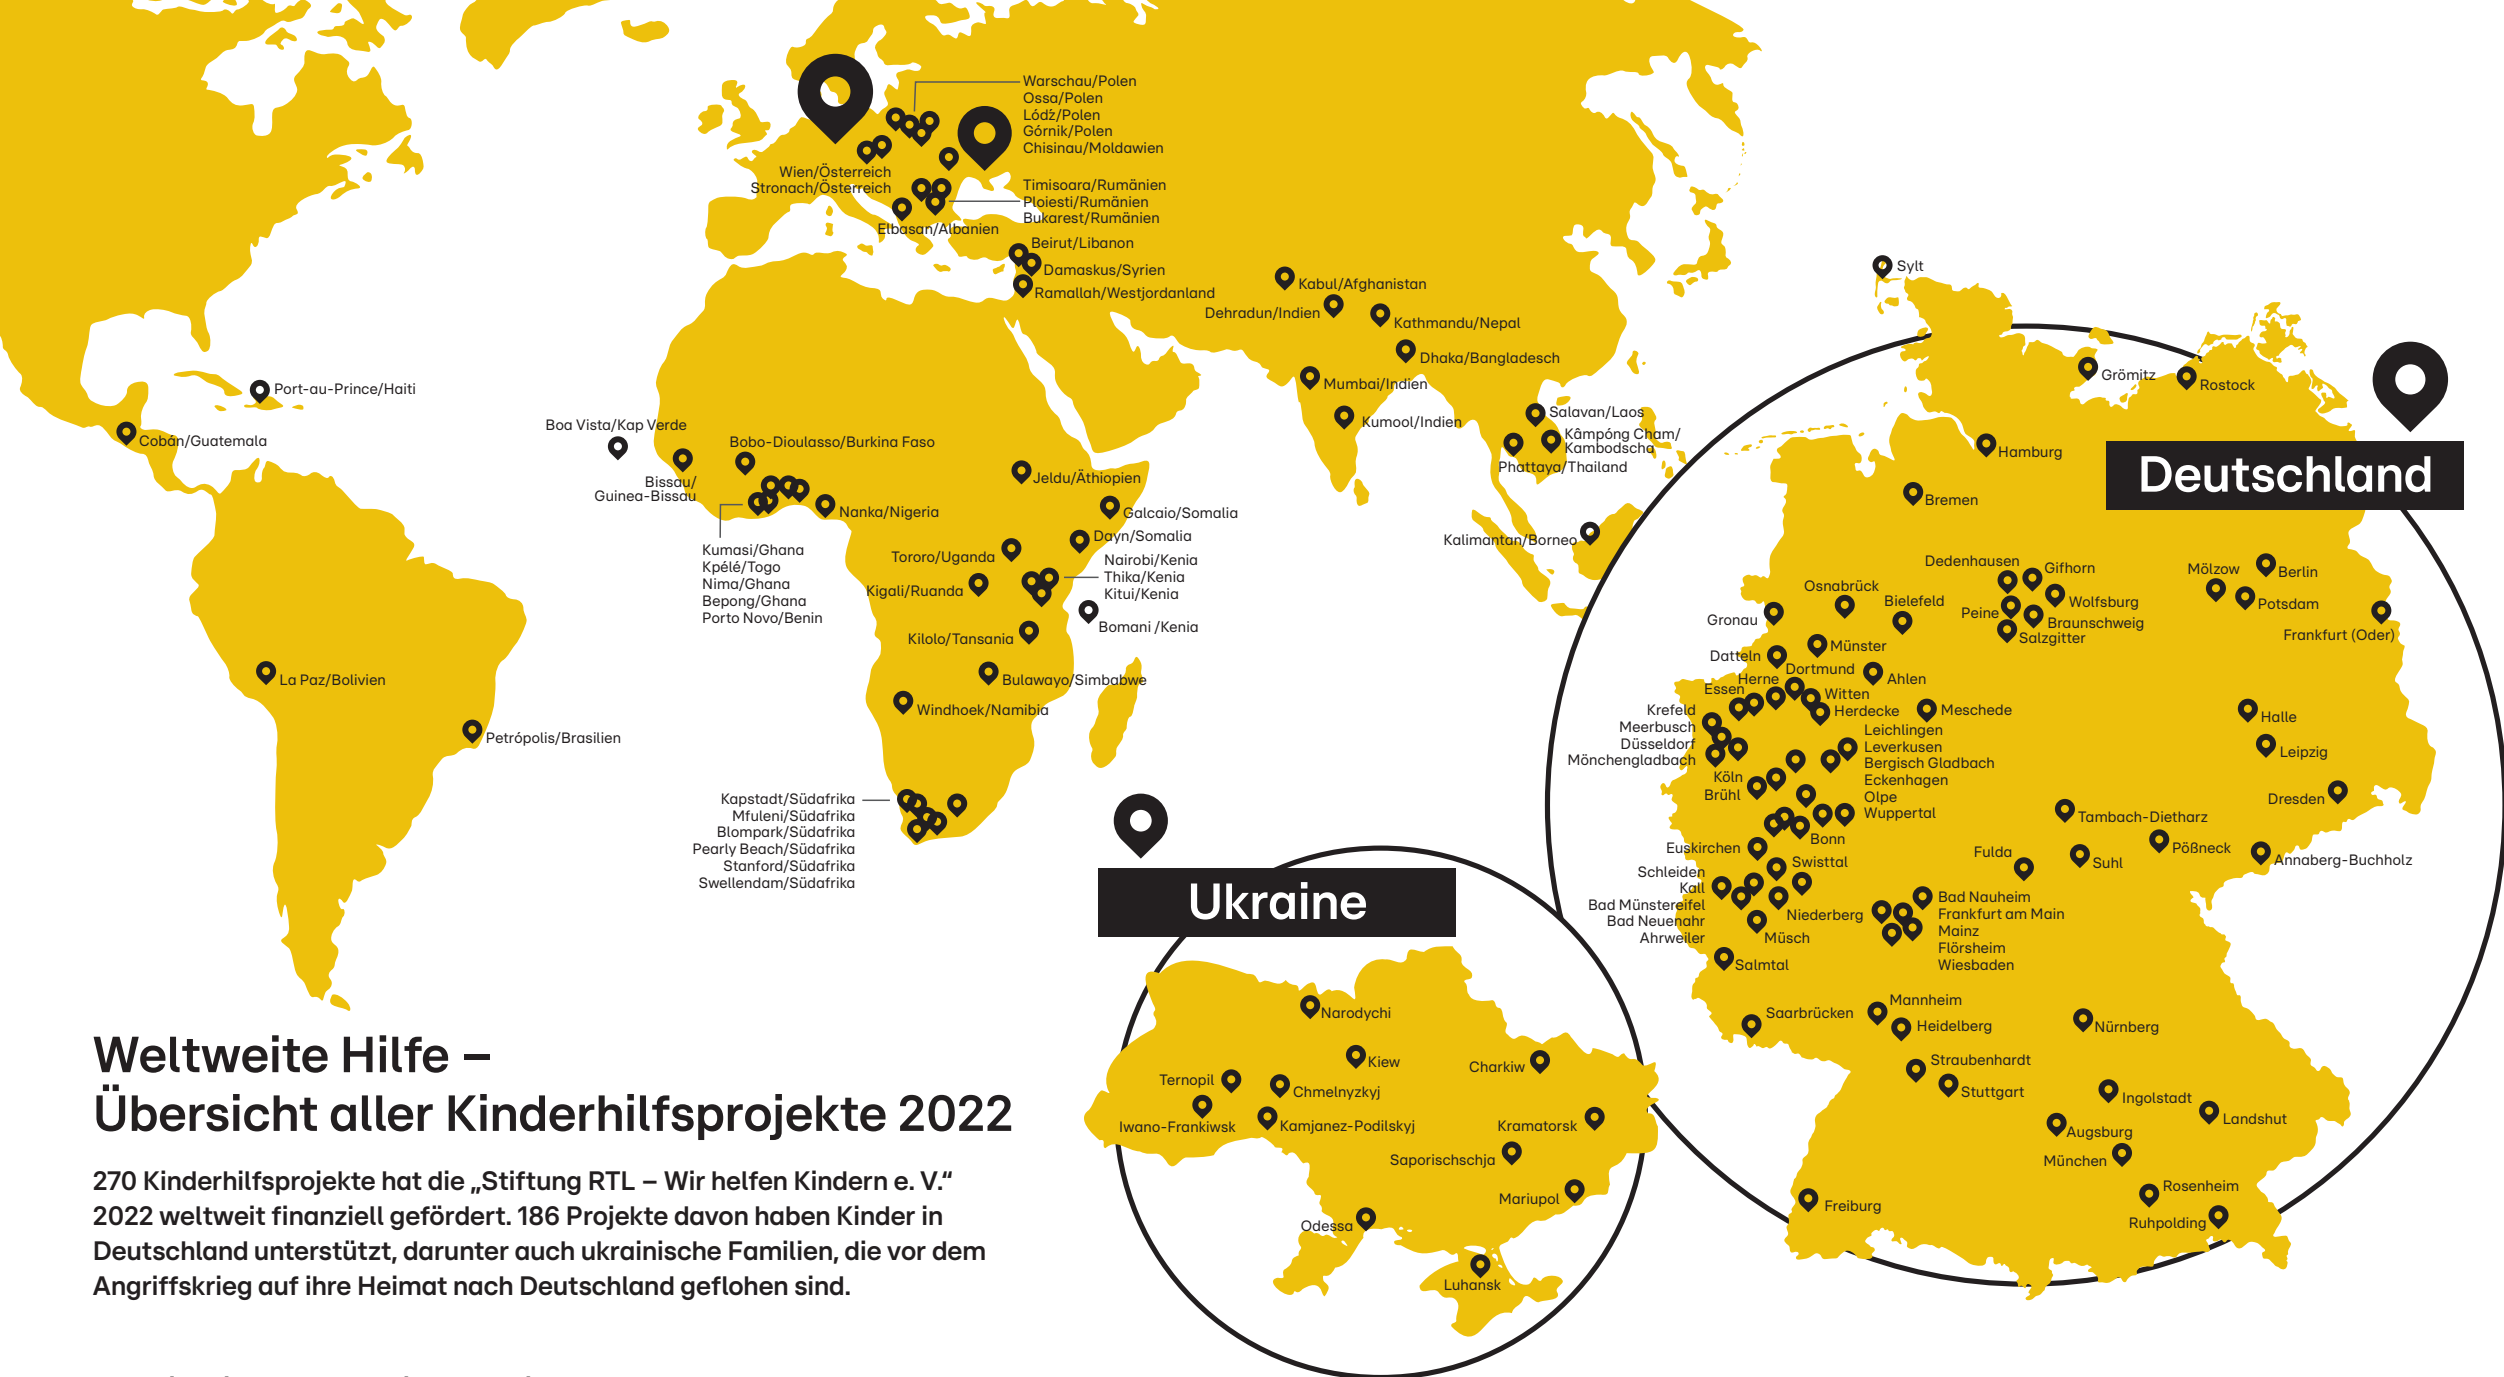 Warschau/Polen
Ossa/Polen
Lódź/Polen
Górnik/Polen
Chisinau/Moldawien
Wien/Österreich
Stronach/Österreich
Timisoara/Rumänien
Ploiesti/Rumänien
Bukarest/Rumänien
Elbasan/Albanien
Beirut/Libanon
Damaskus/Syrien
Ramallah/Westjordanland
Kabul/Afghanistan
Dehradun/Indien
Kathmandu/Nepal
Dhaka/Bangladesch
Mumbai/Indien
Kumool/Indien
Salavan/Laos
Kâmpóng Cham/
Kambodscha
Phattaya/Thailand
Kalimantan/Borneo
Port-au-Prince/Haiti
Cobán/Guatemala
La Paz/Bolivien
Petrópolis/Brasilien
Boa Vista/Kap Verde
Bissau/
Guinea-Bissau
Bobo-Dioulasso/Burkina Faso
Nanka/Nigeria
Kumasi/Ghana
Kpélé/Togo
Nima/Ghana
Bepong/Ghana
Porto Novo/Benin
Jeldu/Äthiopien
Galcaio/Somalia
Dayn/Somalia
Tororo/Uganda
Nairobi/Kenia
Thika/Kenia
Kitui/Kenia
Kigali/Ruanda
Bomani /Kenia
Kilolo/Tansania
Bulawayo/Simbabwe
Windhoek/Namibia
Kapstadt/Südafrika
Mfuleni/Südafrika
Blompark/Südafrika
Pearly Beach/Südafrika
Stanford/Südafrika
Swellendam/Südafrika
Deutschland
Sylt
Grömitz
Rostock
Hamburg
Bremen
Dedenhausen
Gifhorn
Mölzow
Berlin
Osnabrück
Bielefeld
Peine
Wolfsburg
Potsdam
Gronau
Braunschweig
Salzgitter
Frankfurt (Oder)
Münster
Datteln
Dortmund
Herne
Ahlen
Essen
Witten
Krefeld
Herdecke
Meschede
Meerbusch
Düsseldorf
Mönchengladbach
Leichlingen
Leverkusen
Bergisch Gladbach
Eckenhagen
Olpe
Wuppertal
Halle
Leipzig
Köln
Brühl
Dresden
Tambach-Dietharz
Bonn
Euskirchen
Swisttal
Fulda
Suhl
Pößneck
Annaberg-Buchholz
Schleiden
Kall
Bad Münstereifel
Bad Neuenahr
Ahrweiler
Niederberg
Müsch
Bad Nauheim
Frankfurt am Main
Mainz
Flörsheim
Wiesbaden
Salmtal
Saarbrücken
Mannheim
Heidelberg
Nürnberg
Straubenhardt
Stuttgart
Ingolstadt
Landshut
Augsburg
München
Rosenheim
Ruhpolding
Freiburg
Ukraine
Narodychi
Kiew
Charkiw
Ternopil
Chmelnyzkyj
Iwano-Frankiwsk
Kamjanez-Podilskyj
Kramatorsk
Saporischschja
Mariupol
Odessa
Luhansk
Weltweite Hilfe –
Übersicht aller Kinderhilfsprojekte 2022
270 Kinderhilfsprojekte hat die „Stiftung RTL – Wir helfen Kindern e. V.“
2022 weltweit finanziell gefördert. 186 Projekte davon haben Kinder in
Deutschland unterstützt, darunter auch ukrainische Familien, die vor dem
Angriffskrieg auf ihre Heimat nach Deutschland geflohen sind.